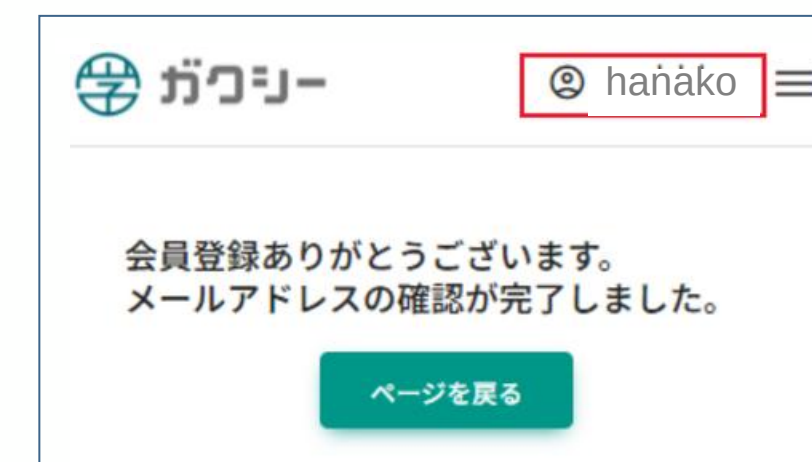 ガクシー
hanako
会員登録ありがとうございます。
メールアドレスの確認が完了しました。
ページを戻る